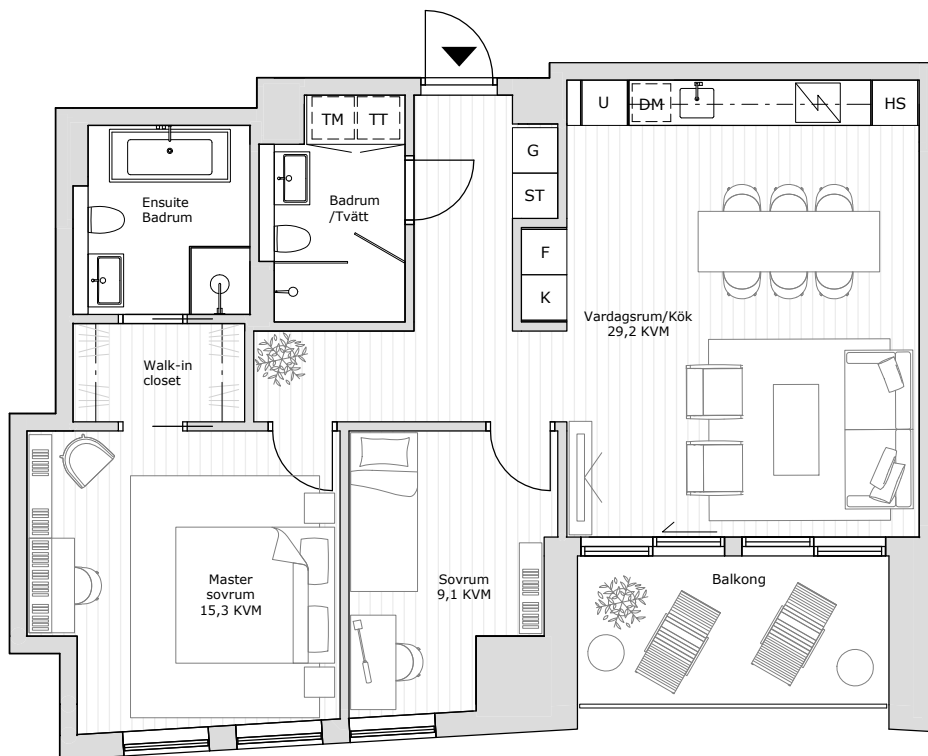 U
DM
HS
TM
TT
G
ST
Ensuite
Badrum
Badrum
/Tvätt
F
K
Vardagsrum/Kök
29,2 KVM
Walk-in
closet
Master
sovrum
15,3 KVM
Sovrum
9,1 KVM
Balkong